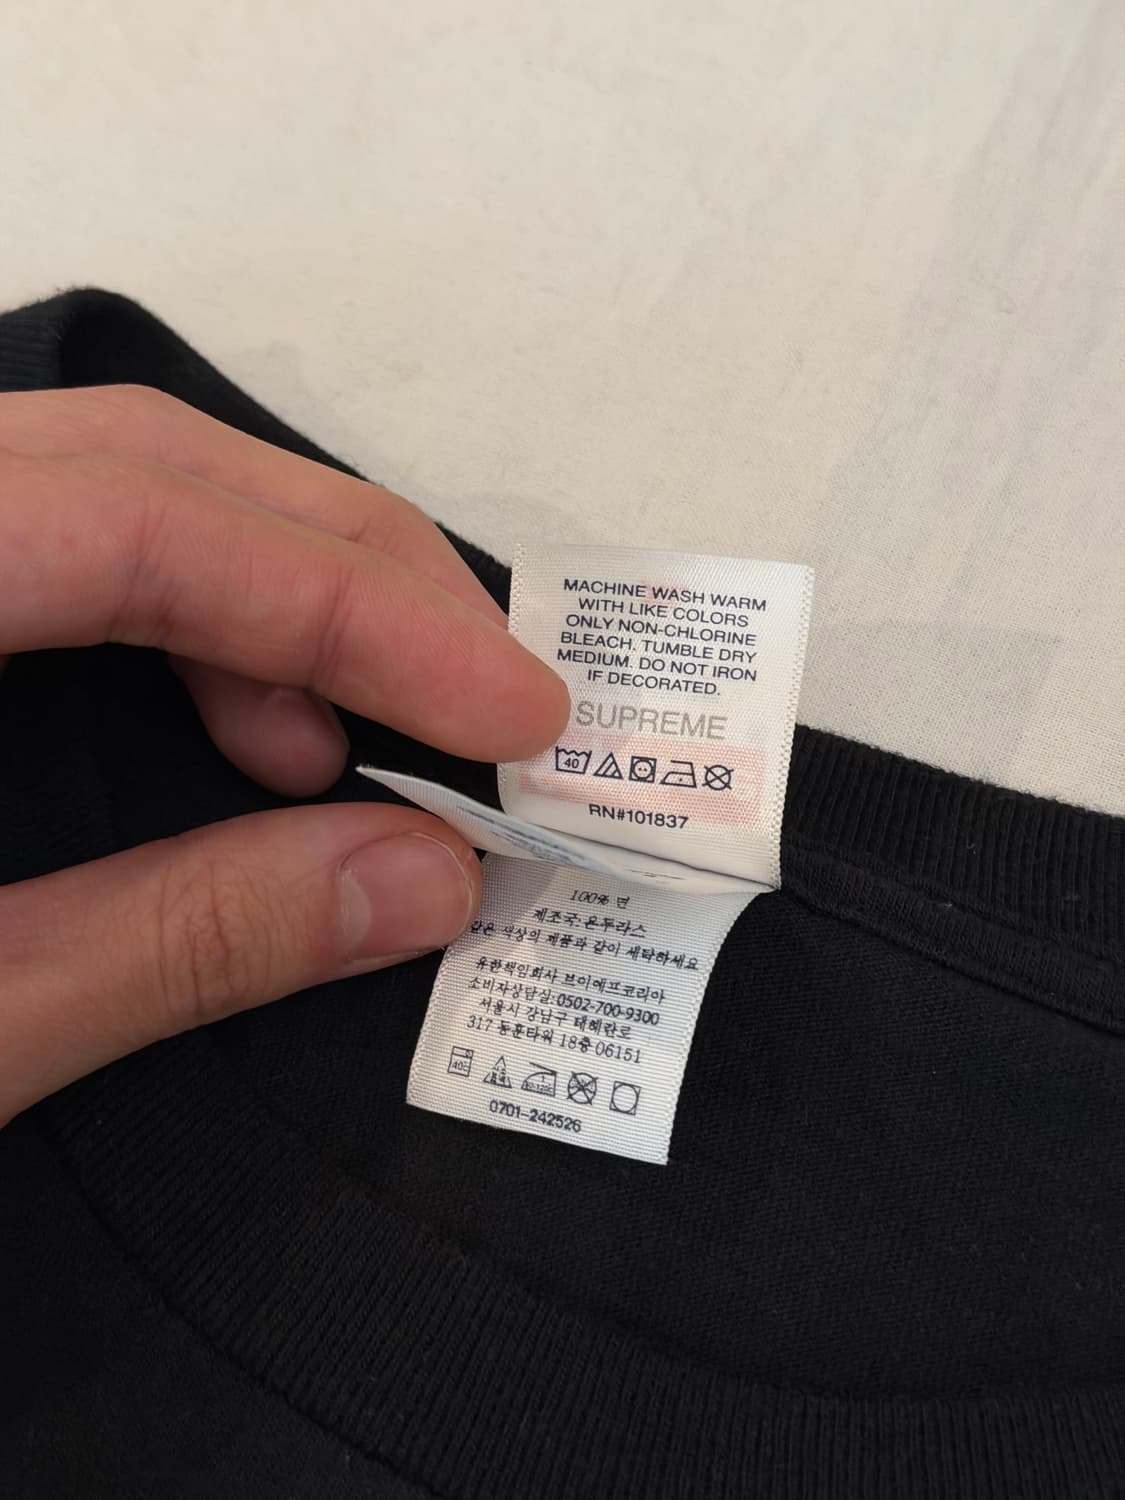 MACHINE WASH WARM
WITH LIKE COLORS
ONLY NON-CHLORINE
BLEACH. TUMBLE DRY
MEDIUM. DO NOT IRON
IF DECORATED.
SUPREME
40
RN#101837
100% 면
제조국: 온두라스
같은 색상의 제품과 같이 세탁하세요
유한책임회사 브이에프코리아
소비자상담실: 0502-700-9300
서울시 강남구 테헤란로
317 동훈타워 18층 06151
40
0701-242526